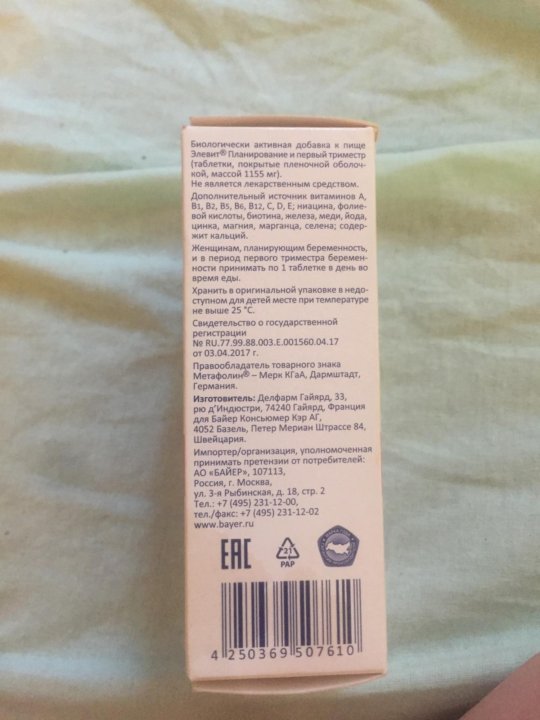 Биологически активная добавка к пище
Элевит® Планирование и первый триместр
(таблетки, покрытые пленочной оболоч-
кой, массой 1155 мг).
Не является лекарственным средством.
Дополнительный источник витаминов А,
В1, В2, В5, В6, В12, С, D, Е; ниацина, фолие-
вой кислоты, биотина, железа, меди, йода,
цинка, магния, марганца, селена; содер-
жит кальций.
Женщинам, планирующим беременность,
и в период первого триместра беремен-
ности принимать по 1 таблетке в день во
время еды.
Хранить в оригинальной упаковке в недо-
ступном для детей месте при температуре
не выше 25 °С.
Свидетельство о государственной
регистрации
№ RU.77.99.88.003.E.001560.04.17
от 03.04.2017 г.
Правообладатель товарного знака
Метафолин® – Мерк КГаА, Дармштадт,
Германия.
Изготовитель: Делфарм Гайярд, 33,
рю д'Индюстри, 74240 Гайярд, Франция
для Байер Консьюмер Кэр АГ,
4052 Базель, Петер Мериан Штрассе 84,
Швейцария.
Импортер/организация, уполномоченная
принимать претензии от потребителей:
АО «БАЙЕР», 107113,
Россия, г. Москва,
ул. 3-я Рыбинская, д. 18, стр. 2
Тел.: +7 (495) 231-12-00,
тел./факс: +7 (495) 231-12-02
www.bayer.ru
EAC
21
PAP
4 250369 507610